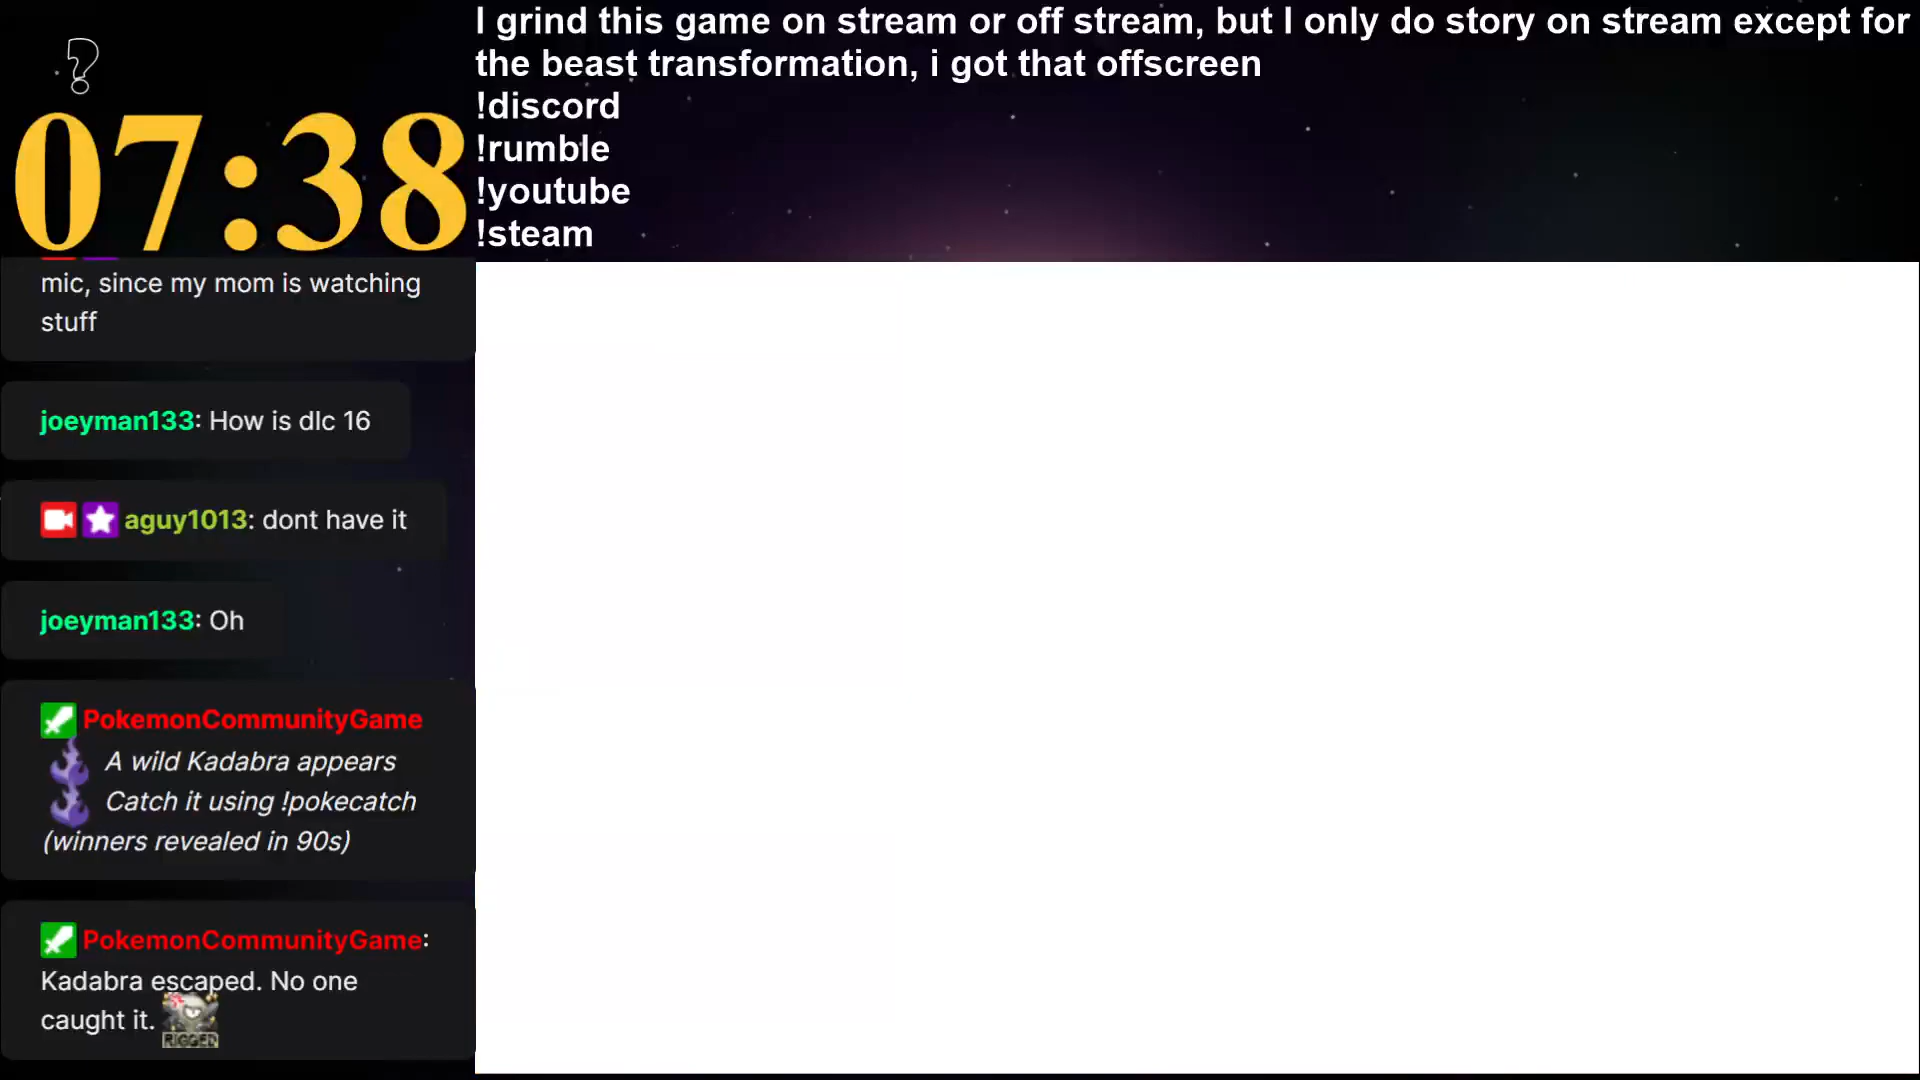 I grind this game on stream or off stream, but I only do story on stream except for
the beast transformation, i got that offscreen
!discord
!rumble
!youtube
!steam
?
07:38
mic, since my mom is watching
stuff
joeyman133: How is dlc 16
aguy1013: dont have it
joeyman133: Oh
PokemonCommunityGame
A wild Kadabra appears
Catch it using !pokecatch
(winners revealed in 90s)
PokemonCommunityGame:
Kadabra escaped. No one
caught it.
RIGGED